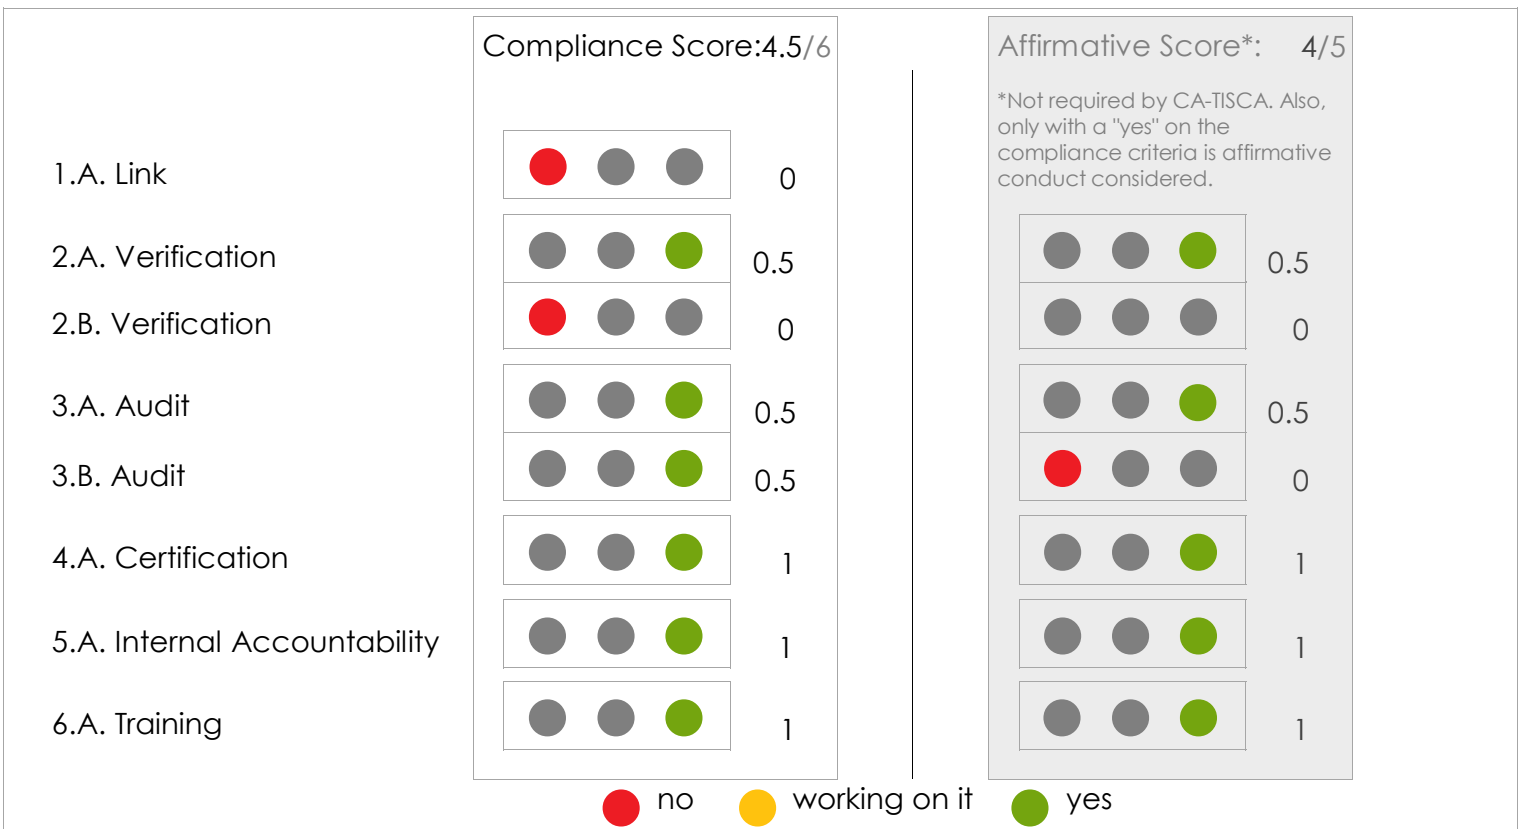 Compliance Score:4.5/6
Affirmative Score*: 4/5
*Not required by CA-TISCA. Also,
only with a "yes" on the
compliance criteria is affirmative
conduct considered.
1.A. Link 0
2.A. Verification 0.5 0.5
2.B. Verification 0 0
3.A. Audit 0.5 0.5
3.B. Audit 0.5 0
4.A. Certification 1 1
5.A. Internal Accountability 1 1
6.A. Training 1 1
no working on it yes